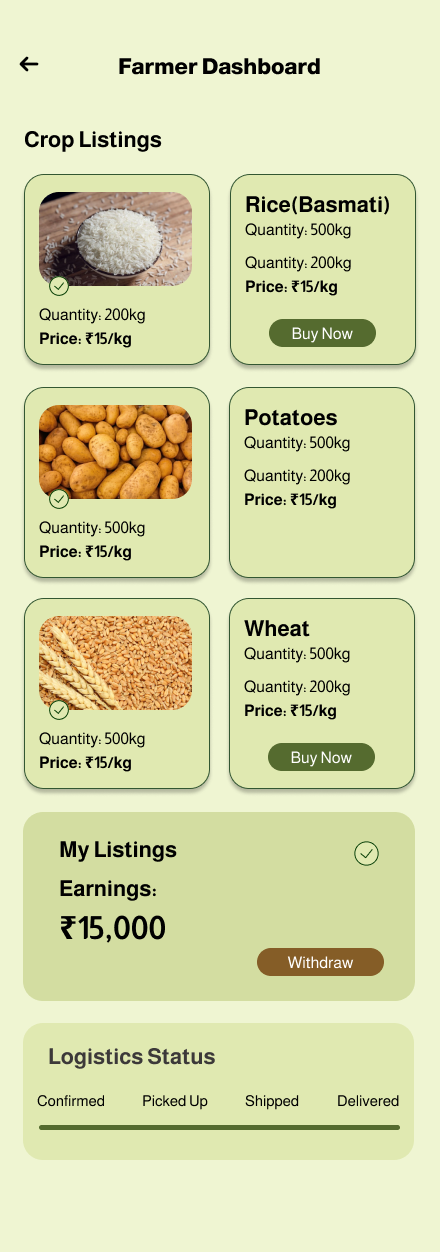 Farmer Dashboard
Crop Listings
Quantity: 200kg
Price: ₹15/kg
Rice(Basmati)
Quantity: 500kg
Quantity: 200kg
Price: ₹15/kg
Buy Now
Quantity: 500kg
Price: ₹15/kg
Potatoes
Quantity: 500kg
Quantity: 200kg
Price: ₹15/kg
Quantity: 500kg
Price: ₹15/kg
Wheat
Quantity: 500kg
Quantity: 200kg
Price: ₹15/kg
Buy Now
My Listings
Earnings:
₹15,000
Withdraw
Logistics Status
Confirmed Picked Up Shipped Delivered